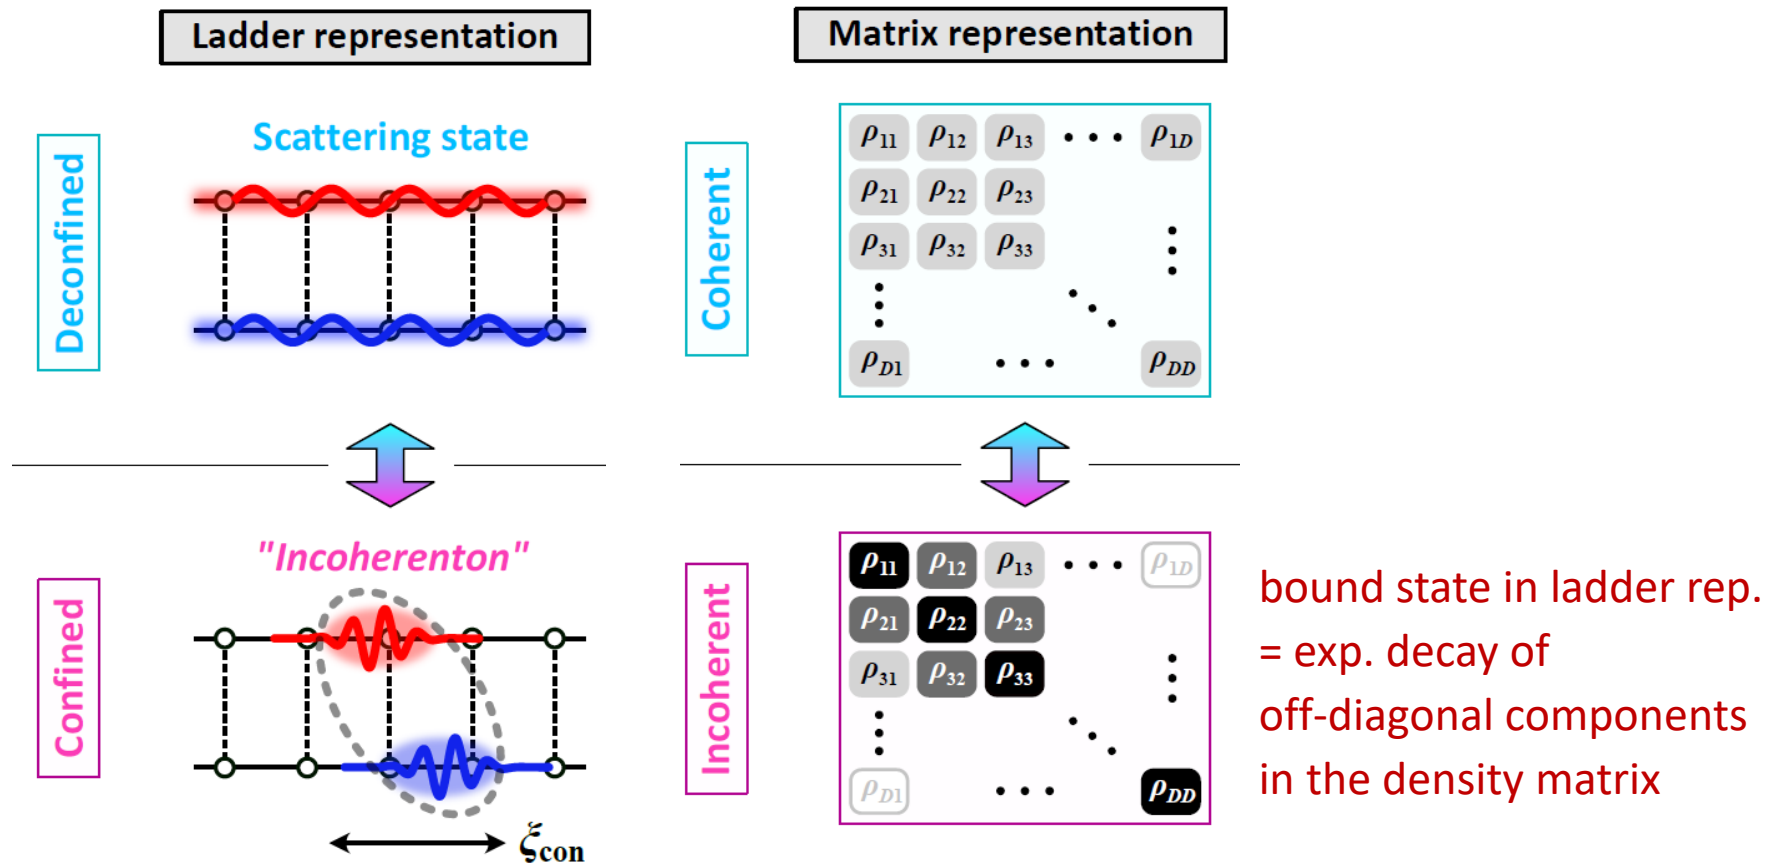 Ladder representation
Matrix representation
Deconfined
Scattering state
Coherent
ρ11 ρ12 ρ13 • • • ρ1D
ρ21 ρ22 ρ23
ρ31 ρ32 ρ33
ρD1 • • • ρDD
Confined
"Incoherenton"
ξcon
Incoherent
ρ11 ρ12 ρ13 • • • ρ1D
ρ21 ρ22 ρ23
ρ31 ρ32 ρ33
ρD1 • • • ρDD
bound state in ladder rep.
= exp. decay of
off-diagonal components
in the density matrix